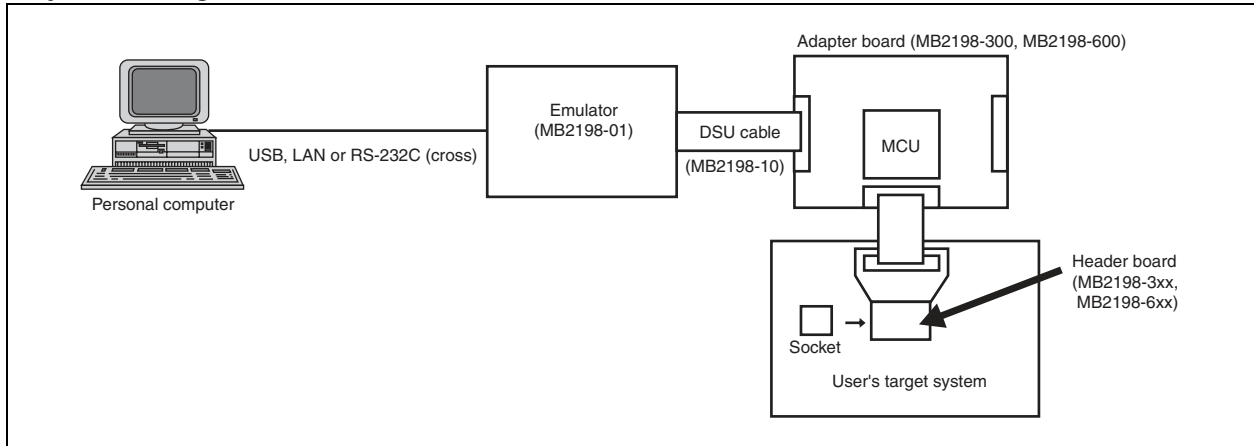 Adapter board (MB2198-300, MB2198-600)
Emulator
(MB2198-01)
DSU cable
MCU
USB, LAN or RS-232C (cross)
(MB2198-10)
Personal computer
Header board
(MB2198-3xx,
MB2198-6xx)
Socket
User's target system